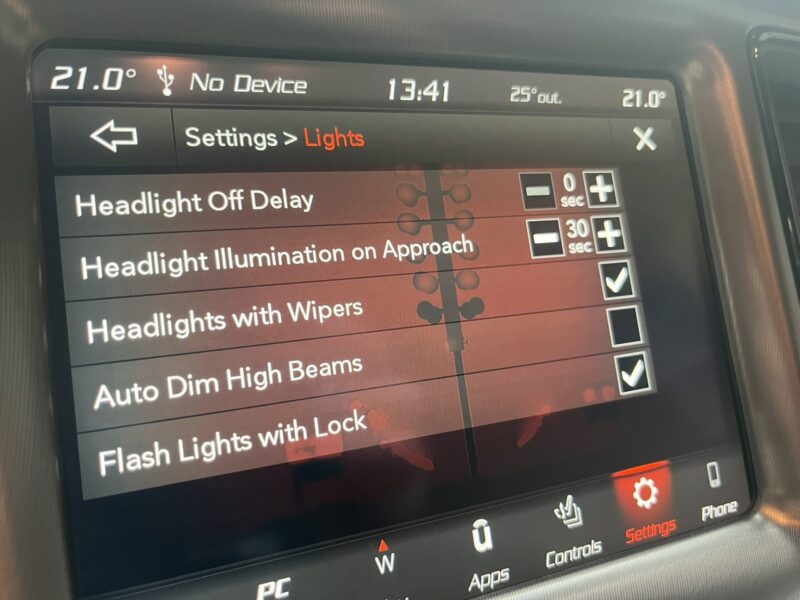 21.0° No Device 13:41 25°out. 21.0°
Settings > Lights
Headlight Off Delay 0 sec
Headlight Illumination on Approach 30 sec
Headlights with Wipers
Auto Dim High Beams
Flash Lights with Lock
PC W Apps Controls Settings Phone